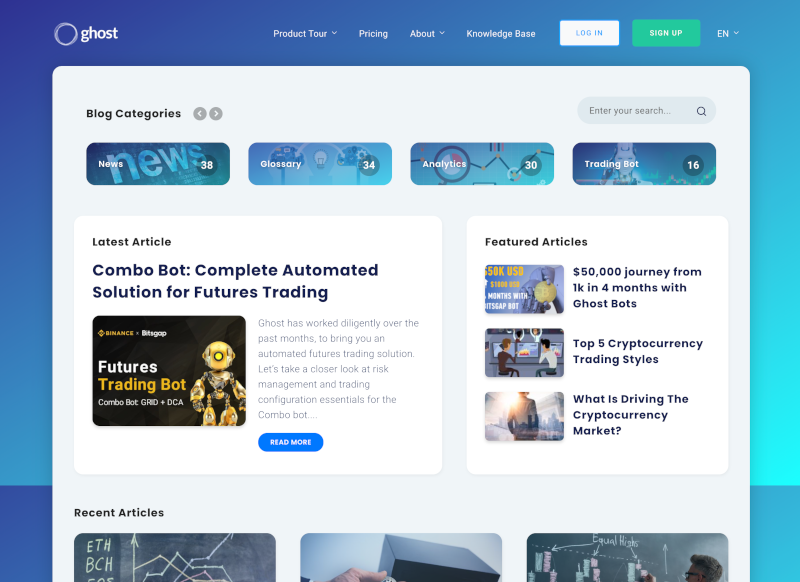 ghost
Product Tour
Pricing
About
Knowledge Base
LOG IN
SIGN UP
EN
Blog Categories
Enter your search...
News
38
Glossary
34
Analytics
30
Trading Bot
16
Latest Article
Combo Bot: Complete Automated
Solution for Futures Trading
BINANCE x Bitsgap
Futures
Trading Bot
Combo Bot: GRID + DCA
Ghost has worked diligently over the
past months, to bring you an
automated futures trading solution.
Let's take a closer look at risk
management and trading
configuration essentials for the
Combo bot....
READ MORE
Featured Articles
$50K USD
$1000 USD
MONTHS WITH
BITSGAP BOT
$50,000 journey from
1k in 4 months with
Ghost Bots
Top 5 Cryptocurrency
Trading Styles
What Is Driving The
Cryptocurrency
Market?
Recent Articles
ETH
BCH
EOS
Equal Highs